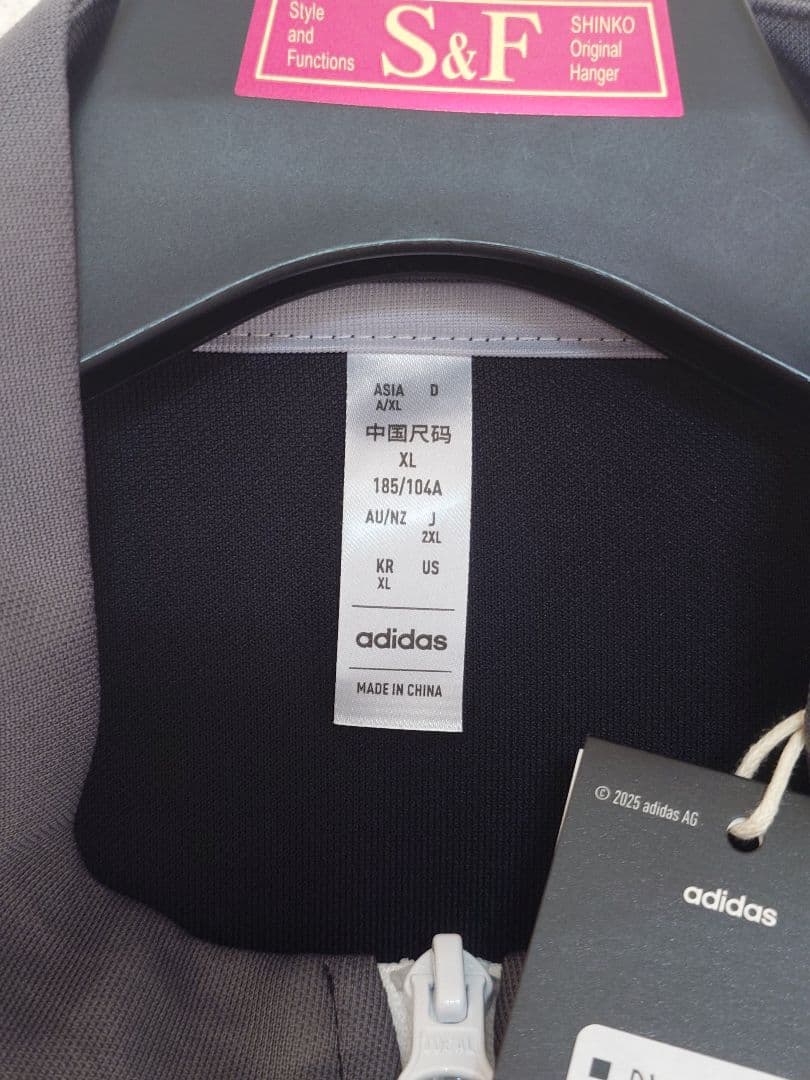 Style
and
Functions
S&F
SHINKO
Original
Hanger
ASIA D
A/XL
中国尺码
XL
185/104A
AU/NZ J
2XL
KR US
XL
adidas
MADE IN CHINA
© 2025 adidas AG
adidas